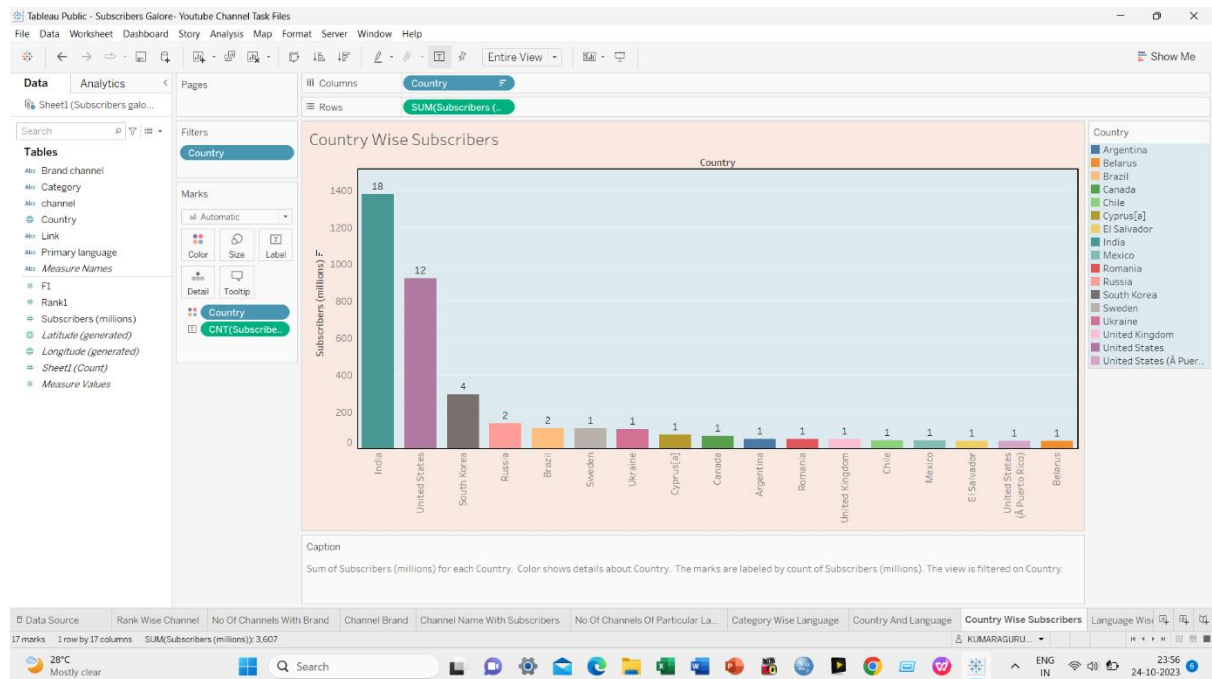 Tableau Public - Subscribers Galore- Youtube Channel Task Files
File Data Worksheet Dashboard Story Analysis Map Format Server Window Help
Entire View
Show Me
Data Analytics
Sheet1 (Subscribers galo...
Search
Tables
Abc Brand channel
Abc Category
Abc channel
Country
Abc Link
Abc Primary language
Abc Measure Names
# F1
# Rank1
# Subscribers (millions)
Latitude (generated)
Longitude (generated)
# Sheet1 (Count)
# Measure Values
Pages
Filters
Country
Marks
Automatic
Color Size Label
Detail Tooltip
Country
CNT(Subscribe..
Columns Country
Rows SUM(Subscribers (..
Country Wise Subscribers
Country
Subscribers (millions)
1400
1200
1000
800
600
400
200
0
18 12 4 2 2 1 1 1 1 1 1 1 1 1 1 1 1
India
United States
South Korea
Russia
Brazil
Sweden
Ukraine
Cyprus[a]
Canada
Argentina
Romania
United Kingdom
Chile
Mexico
El Salvador
United States
(Â Puerto Rico)
Belarus
Caption
Sum of Subscribers (millions) for each Country. Color shows details about Country. The marks are labeled by count of Subscribers (millions). The view is filtered on Country.
Country
Argentina
Belarus
Brazil
Canada
Chile
Cyprus[a]
El Salvador
India
Mexico
Romania
Russia
South Korea
Sweden
Ukraine
United Kingdom
United States
United States (Â Puer..
Data Source Rank Wise Channel No Of Channels With Brand Channel Brand Channel Name With Subscribers No Of Channels Of Particular La... Category Wise Language Country And Language Country Wise Subscribers Language Wis
17 marks 1 row by 17 columns SUM(Subscribers (millions)): 3,607
KUMARAGURU...
28°C
Mostly clear
Search
ENG
IN
23:56
24-10-2023